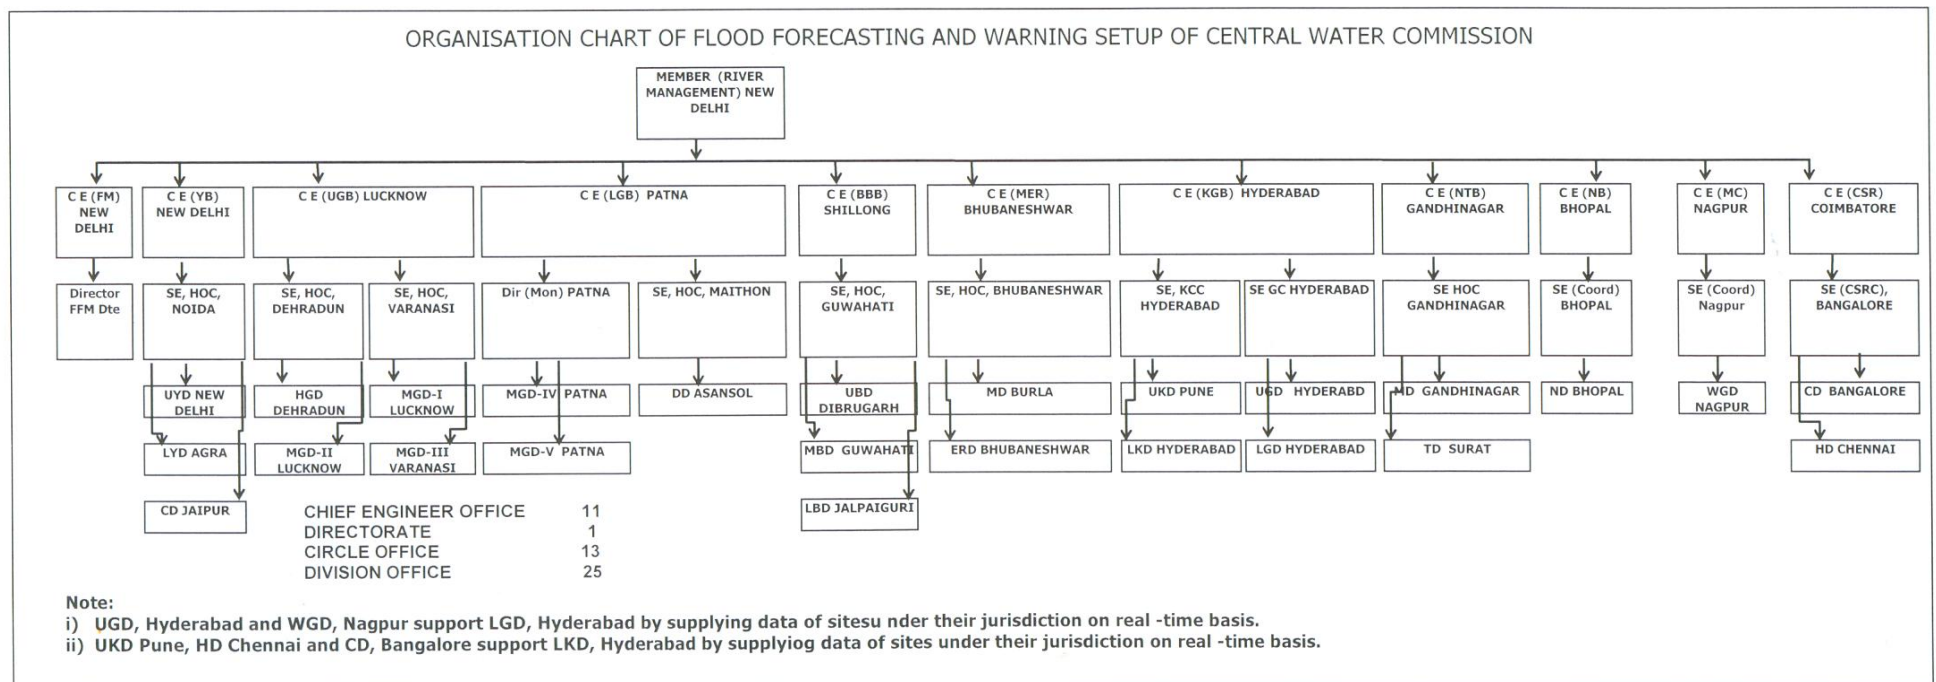 ORGANISATION CHART OF FLOOD FORECASTING AND WARNING SETUP OF CENTRAL WATER COMMISSION
MEMBER (RIVER
MANAGEMENT) NEW
DELHI
C E (FM)
NEW
DELHI
C E (YB)
NEW DELHI
C E (UGB) LUCKNOW
C E (LGB) PATNA
C E (BBB)
SHILLONG
C E (MER)
BHUBANESHWAR
C E (KGB) HYDERABAD
C E (NTB)
GANDHINAGAR
C E (NB)
BHOPAL
C E (MC)
NAGPUR
C E (CSR)
COIMBATORE
Director
FFM Dte
SE, HOC,
NOIDA
SE, HOC,
DEHRADUN
SE, HOC,
VARANASI
Dir (Mon) PATNA
SE, HOC, MAITHON
SE, HOC,
GUWAHATI
SE, HOC, BHUBANESHWAR
SE, KCC
HYDERABAD
SE GC HYDERABAD
SE HOC
GANDHINAGAR
SE (Coord)
BHOPAL
SE (Coord)
Nagpur
SE (CSRC),
BANGALORE
UYD NEW
DELHI
HGD
DEHRADUN
MGD-I
LUCKNOW
MGD-IV PATNA
DD ASANSOL
UBD
DIBRUGARH
MD BURLA
UKD PUNE
UGD HYDERABD
MD GANDHINAGAR
ND BHOPAL
WGD
NAGPUR
CD BANGALORE
LYD AGRA
MGD-II
LUCKNOW
MGD-III
VARANASI
MGD-V PATNA
MBD GUWAHATI
ERD BHUBANESHWAR
LKD HYDERABAD
LGD HYDERABAD
TD SURAT
HD CHENNAI
CD JAIPUR
LBD JALPAIGURI
CHIEF ENGINEER OFFICE 11
DIRECTORATE 1
CIRCLE OFFICE 13
DIVISION OFFICE 25
Note:
i) UGD, Hyderabad and WGD, Nagpur support LGD, Hyderabad by supplying data of sitesu nder their jurisdiction on real -time basis.
ii) UKD Pune, HD Chennai and CD, Bangalore support LKD, Hyderabad by supplyiog data of sites under their jurisdiction on real -time basis.